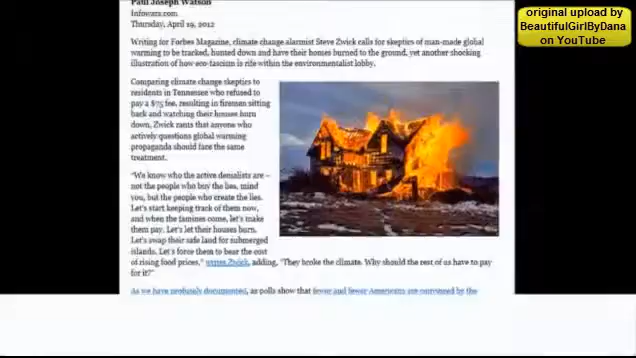 Paul Joseph Watson
Infowars.com
Thursday, April 19, 2012
Writing for Forbes Magazine, climate change alarmist Steve Zwick calls for skeptics of man-made global
warming to be tracked, hunted down and have their homes burned to the ground, yet another shocking
illustration of how eco-fascism is rife within the environmentalist lobby.
Comparing climate change skeptics to
residents in Tennessee who refused to
pay a $75 fee, resulting in firemen sitting
back and watching their houses burn
down, Zwick rants that anyone who
actively questions global warming
propaganda should face the same
treatment.
“We know who the active denialists are –
not the people who buy the lies, mind
you, but the people who create the lies.
Let’s start keeping track of them now,
and when the famines come, let’s make
them pay. Let’s let their houses burn.
Let’s swap their safe land for submerged
islands. Let’s force them to bear the cost
of rising food prices,” writes Zwick, adding, “They broke the climate. Why should the rest of us have to pay
for it?”
As we have profusely documented, as polls show that fewer and fewer Americans are convinced by the
original upload by
BeautifulGirlByDana
on YouTube